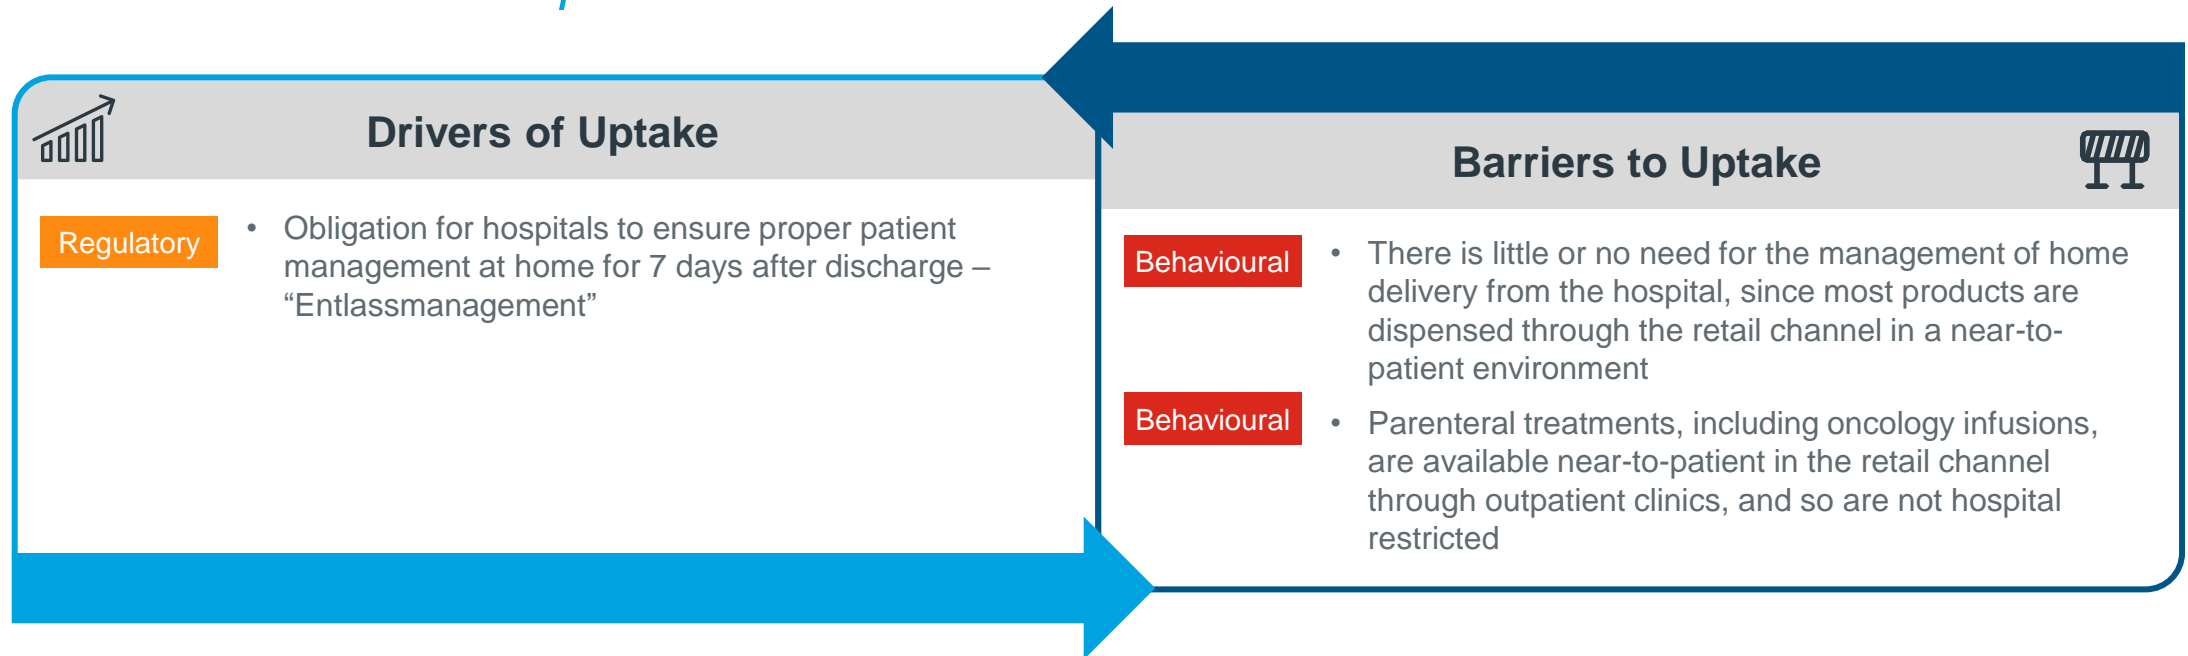 Drivers of Uptake
Regulatory
• Obligation for hospitals to ensure proper patient
management at home for 7 days after discharge –
“Entlassmanagement”
Barriers to Uptake
Behavioural
• There is little or no need for the management of home
delivery from the hospital, since most products are
dispensed through the retail channel in a near-to-
patient environment
Behavioural
• Parenteral treatments, including oncology infusions,
are available near-to-patient in the retail channel
through outpatient clinics, and so are not hospital
restricted